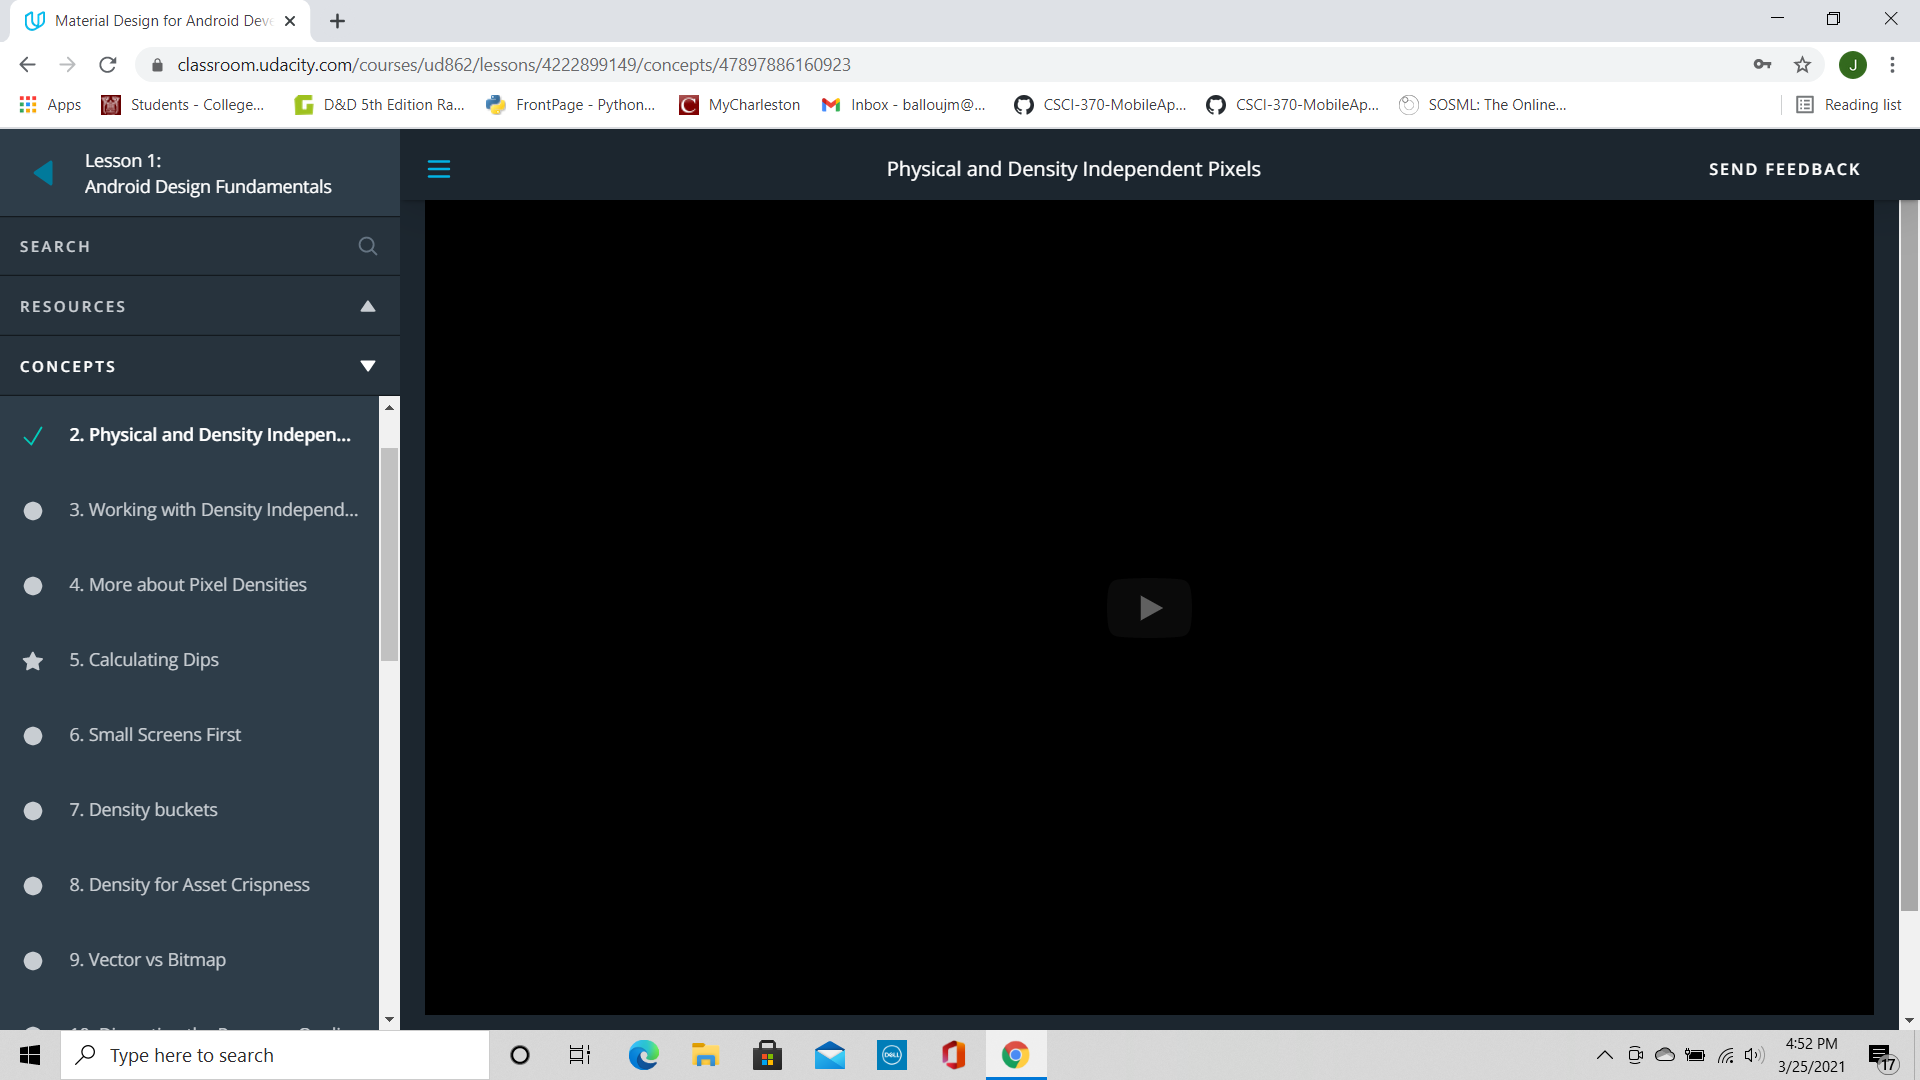 Material Design for Android Deve
classroom.udacity.com/courses/ud862/lessons/4222899149/concepts/47897886160923
J
Apps
Students - College...
D&D 5th Edition Ra...
FrontPage - Python...
MyCharleston
Inbox - balloujm@...
CSCI-370-MobileAp...
CSCI-370-MobileAp...
SOSML: The Online...
Reading list
Lesson 1:
Android Design Fundamentals
Physical and Density Independent Pixels
SEND FEEDBACK
SEARCH
RESOURCES
CONCEPTS
2. Physical and Density Indepen...
3. Working with Density Independ...
4. More about Pixel Densities
5. Calculating Dips
6. Small Screens First
7. Density buckets
8. Density for Asset Crispness
9. Vector vs Bitmap
Type here to search
DELL
4:52 PM
3/25/2021
17